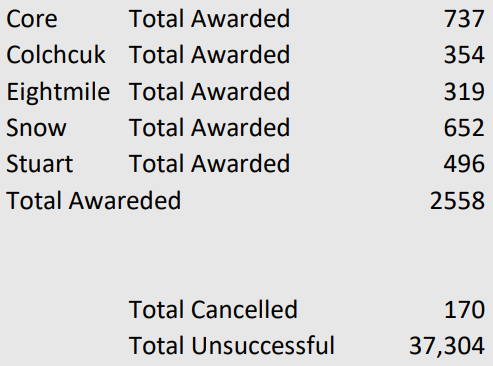 Core Total Awarded 737
Colchcuk Total Awarded 354
Eightmile Total Awarded 319
Snow Total Awarded 652
Stuart Total Awarded 496
Total Awareded 2558
Total Cancelled 170
Total Unsuccessful 37,304